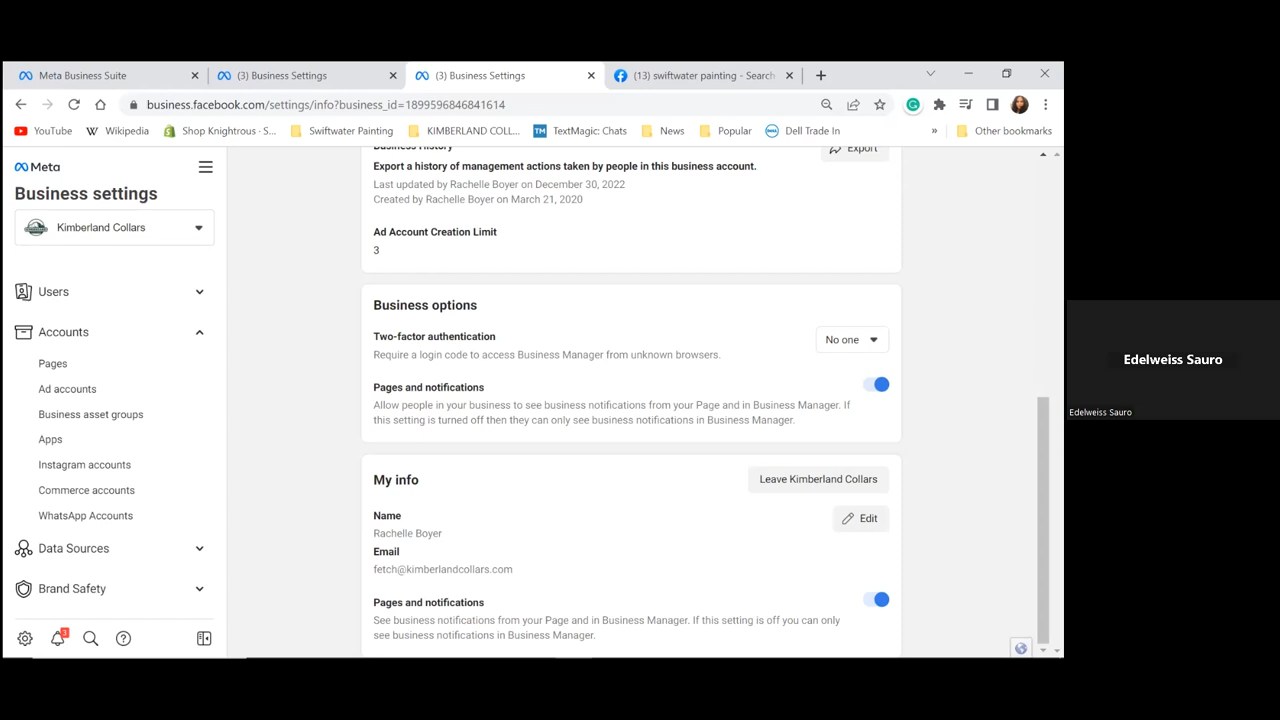 Meta Business Suite
(3) Business Settings
(3) Business Settings
(13) swiftwater painting - Search
business.facebook.com/settings/info?business_id=1899596846841614
YouTube
Wikipedia
Shop Knightrous - S...
Swiftwater Painting
KIMBERLAND COLL...
TextMagic: Chats
News
Popular
Dell Trade In
»
Other bookmarks
Meta
Business settings
Kimberland Collars
Users
Accounts
Pages
Ad accounts
Business asset groups
Apps
Instagram accounts
Commerce accounts
WhatsApp Accounts
Data Sources
Brand Safety
3
Business History
Export
Export a history of management actions taken by people in this business account.
Last updated by Rachelle Boyer on December 30, 2022
Created by Rachelle Boyer on March 21, 2020
Ad Account Creation Limit
3
Business options
Two-factor authentication
No one
Require a login code to access Business Manager from unknown browsers.
Pages and notifications
Allow people in your business to see business notifications from your Page and in Business Manager. If
this setting is turned off then they can only see business notifications in Business Manager.
My info
Leave Kimberland Collars
Name
Edit
Rachelle Boyer
Email
fetch@kimberlandcollars.com
Pages and notifications
See business notifications from your Page and in Business Manager. If this setting is off you can only
see business notifications in Business Manager.
Edelweiss Sauro
Edelweiss Sauro